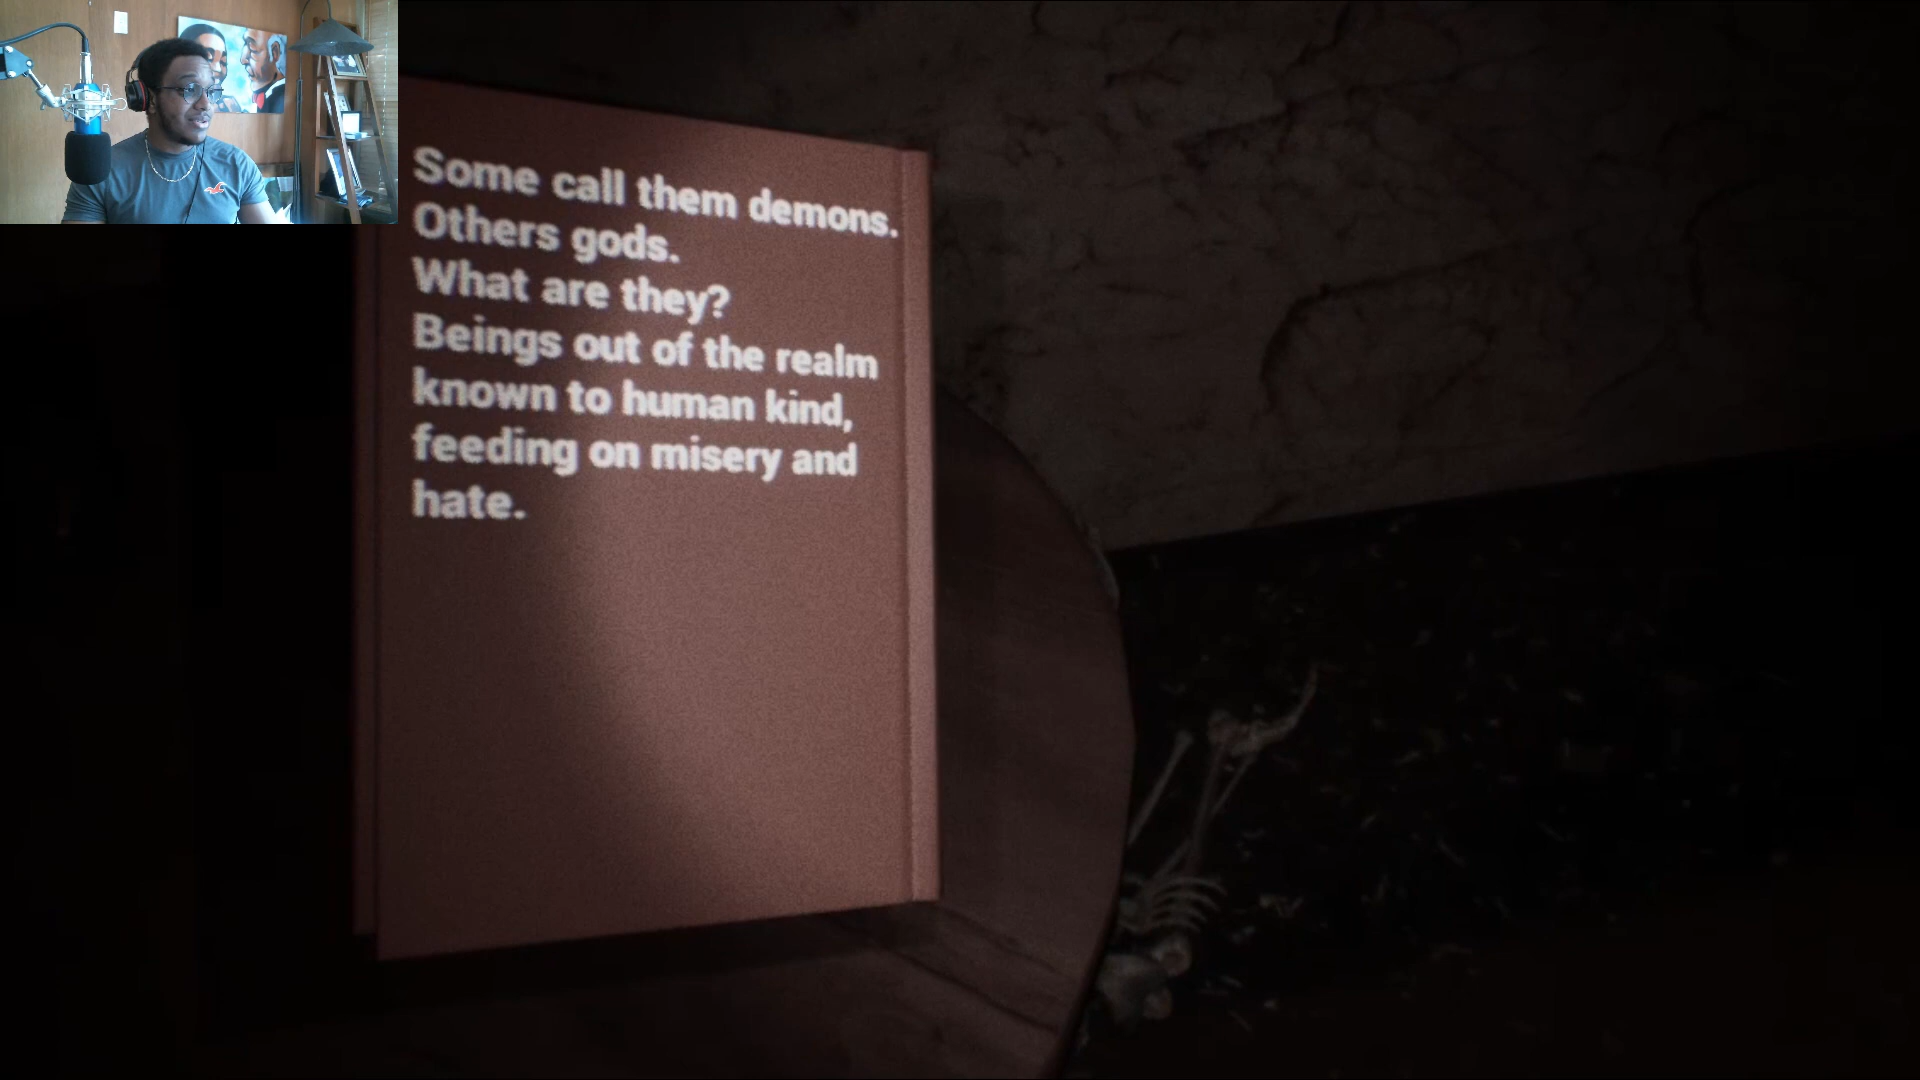 Some call them demons.
Others gods.
What are they?
Beings out of the realm
known to human kind,
feeding on misery and
hate.